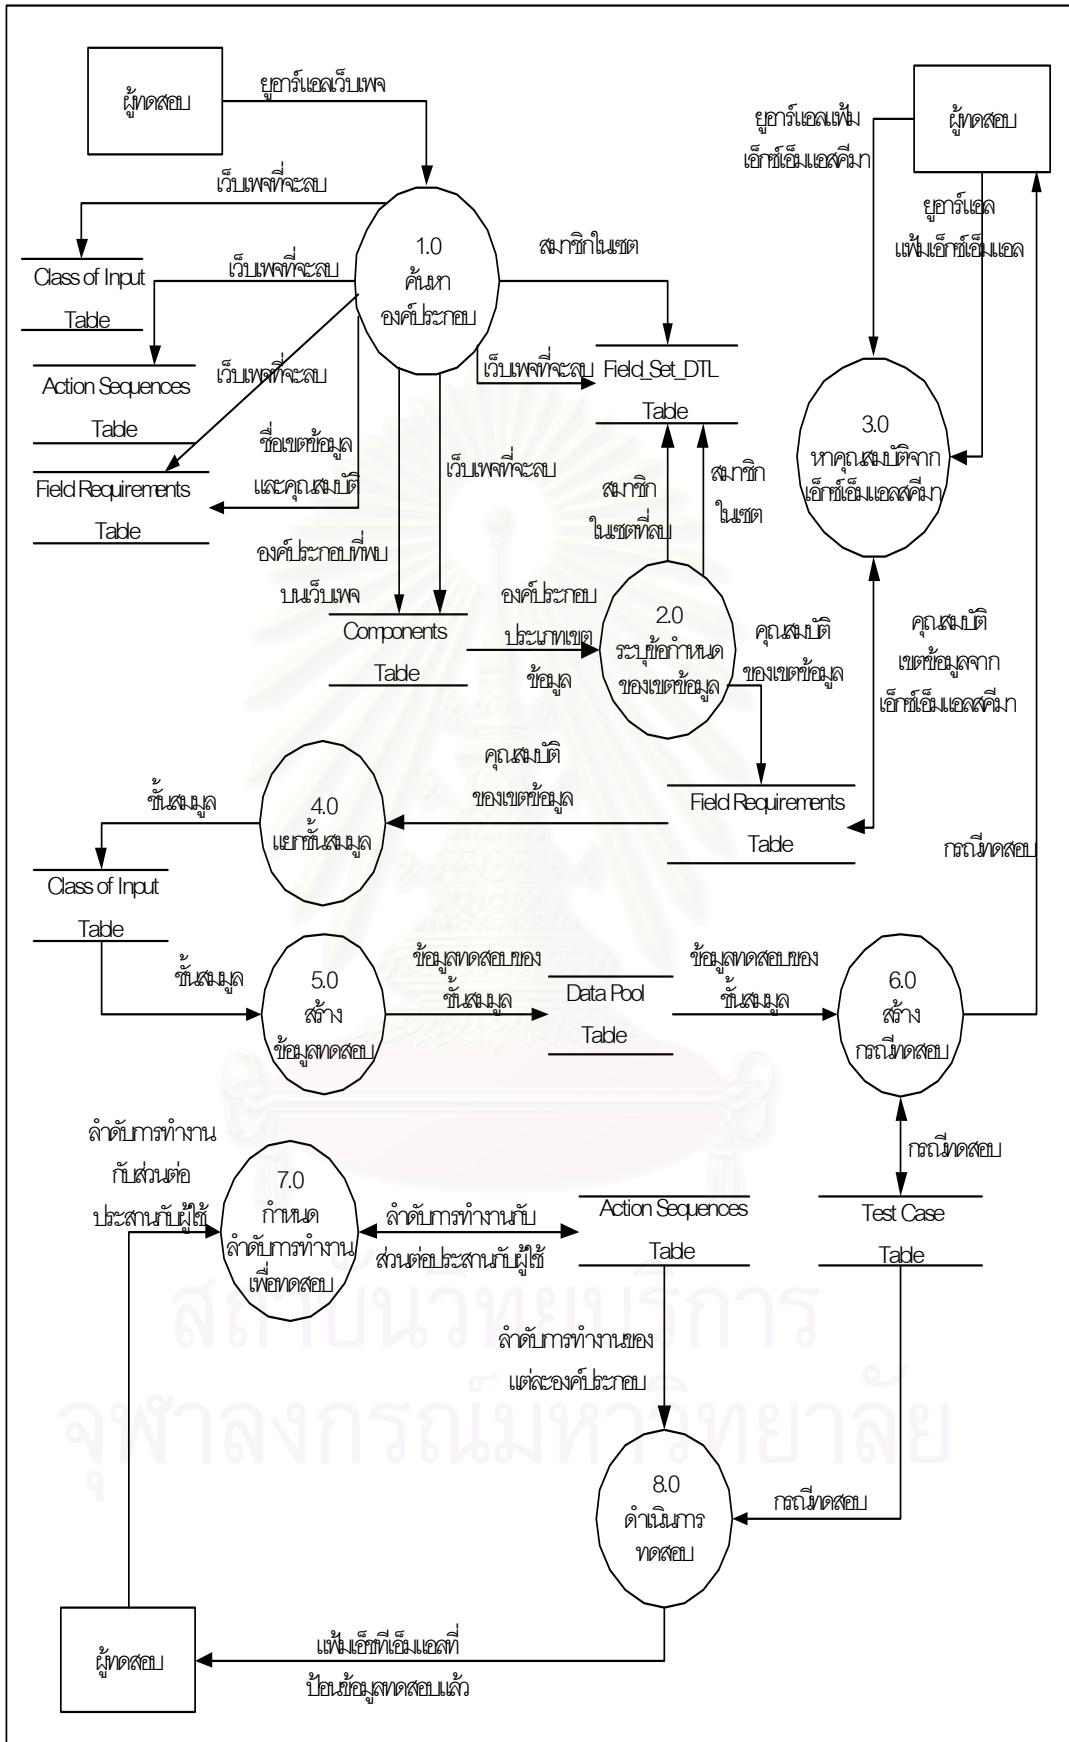 ผู้ทดสอบ
ยูอาร์แอลเว็บเพจ
ผู้ทดสอบ
ยูอาร์แอลแฟ้ม
เอ็กซ์เอ็มแอสคีมา
ยูอาร์แอล
แฟ้มเอ็กซ์เอ็มแอล
เว็บเพจที่จะลบ
1.0
ค้นหา
องค์ประกอบ
สมาชิกในเซต
Class of Input
Table
เว็บเพจที่จะลบ
Action Sequences
Table
เว็บเพจที่จะลบ
เว็บเพจที่จะลบ
Field_Set_DTL
Table
3.0
หาคุณสมบัติจาก
เอ็กซ์เอ็มแอลสคีมา
ชื่อเขตข้อมูล
และคุณสมบัติ
Field Requirements
Table
เว็บเพจที่จะลบ
สมาชิก
ในเซตที่ลบ
สมาชิก
ในเซต
องค์ประกอบที่พบ
บนเว็บเพจ
Components
Table
องค์ประกอบ
ประเภทเขต
ข้อมูล
2.0
ระบุข้อกำหนด
ของเขตข้อมูล
คุณสมบัติ
ของเขตข้อมูล
คุณสมบัติ
เขตข้อมูลจาก
เอ็กซ์เอ็มแอลสคีมา
ชั้นสมมูล
4.0
แยกชั้นสมมูล
คุณสมบัติ
ของเขตข้อมูล
Field Requirements
Table
กรณีทดสอบ
Class of Input
Table
ชั้นสมมูล
5.0
สร้าง
ข้อมูลทดสอบ
ข้อมูลทดสอบของ
ชั้นสมมูล
Data Pool
Table
ข้อมูลทดสอบของ
ชั้นสมมูล
6.0
สร้าง
กรณีทดสอบ
ลำดับการทำงาน
กับส่วนต่อ
ประสานกับผู้ใช้
7.0
กำหนด
ลำดับการทำงาน
เพื่อทดสอบ
ลำดับการทำงานกับ
ส่วนต่อประสานกับผู้ใช้
Action Sequences
Table
กรณีทดสอบ
Test Case
Table
ลำดับการทำงานของ
แต่ละองค์ประกอบ
8.0
ดำเนินการ
ทดสอบ
กรณีทดสอบ
ผู้ทดสอบ
แฟ้มเอ็ชทีเอ็มแอลที่
ป้อนข้อมูลทดสอบแล้ว
สถาบันวิทยบริการ
จุฬาลงกรณ์มหาวิทยาลัย